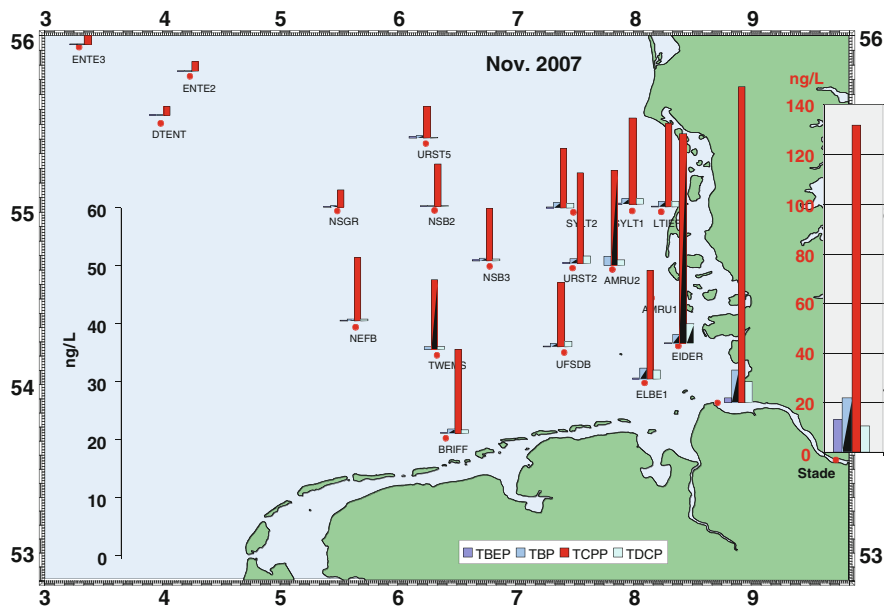 3 4 5 6 7 8 9
56 56
ENTE3
Nov. 2007
ENTE2
ng/L
140
DTENT
120
URST5
55 55
60
NSGR
NSB2
SYLT2
SYLT1
LTIEF
100
50
NSB3
URST2
AMRU2
80
40
NEFB
AMRU1
60
ng/L
TWEMS
UFSDB
EIDER
40
54 54
30
ELBE1
20
20
BRIFF
0
Stade
10
0
53 53
TBEP TBP TCPP TDCP
3 4 5 6 7 8 9